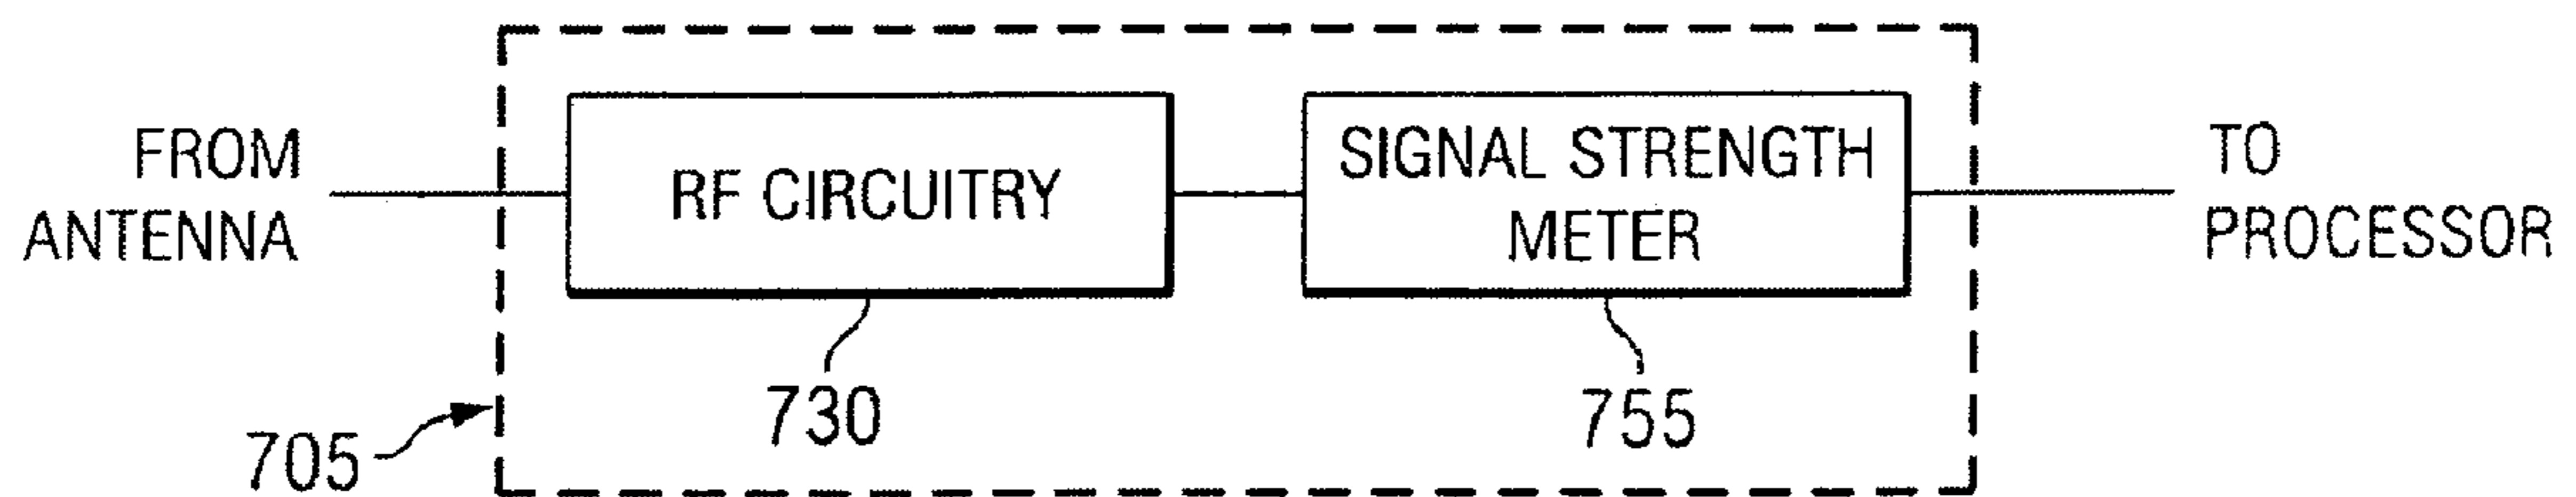 FROM
ANTENNA
RF CIRCUITRY
SIGNAL STRENGTH
METER
TO
PROCESSOR
705
730
755